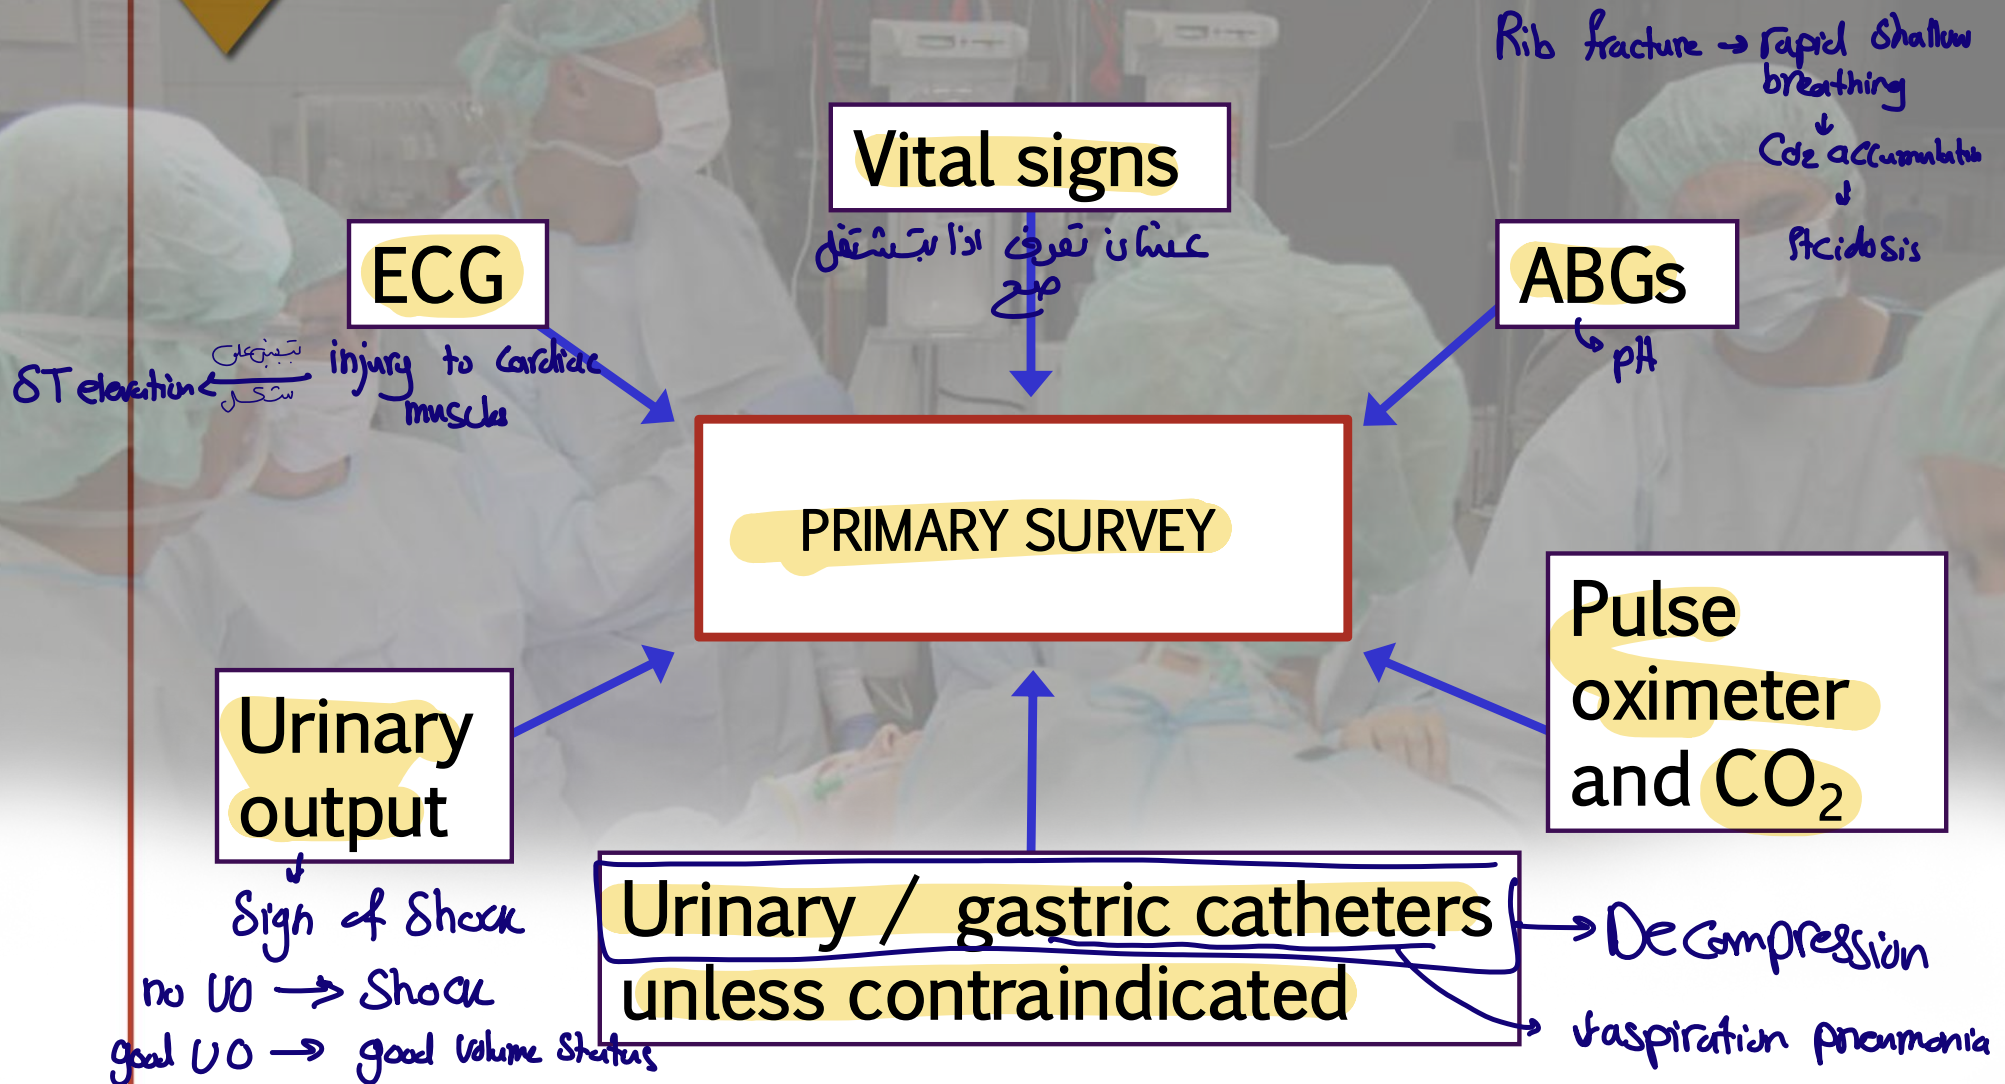 Rib fracture → rapid shallow
breathing
↓
CO2 accumulation
↓
Acidosis
Vital signs
عشان تعرف اذا بتشتغل
صح
ECG
injury to cardiac
muscles
تتبين على
شكل
ST elevation
ABGs
pH
PRIMARY SURVEY
Pulse
oximeter
and CO₂
Urinary
output
↓
Sign of Shock
no UO → Shock
good UO → good volume status
Urinary / gastric catheters
unless contraindicated
→ Decompression
↓aspiration pneumonia